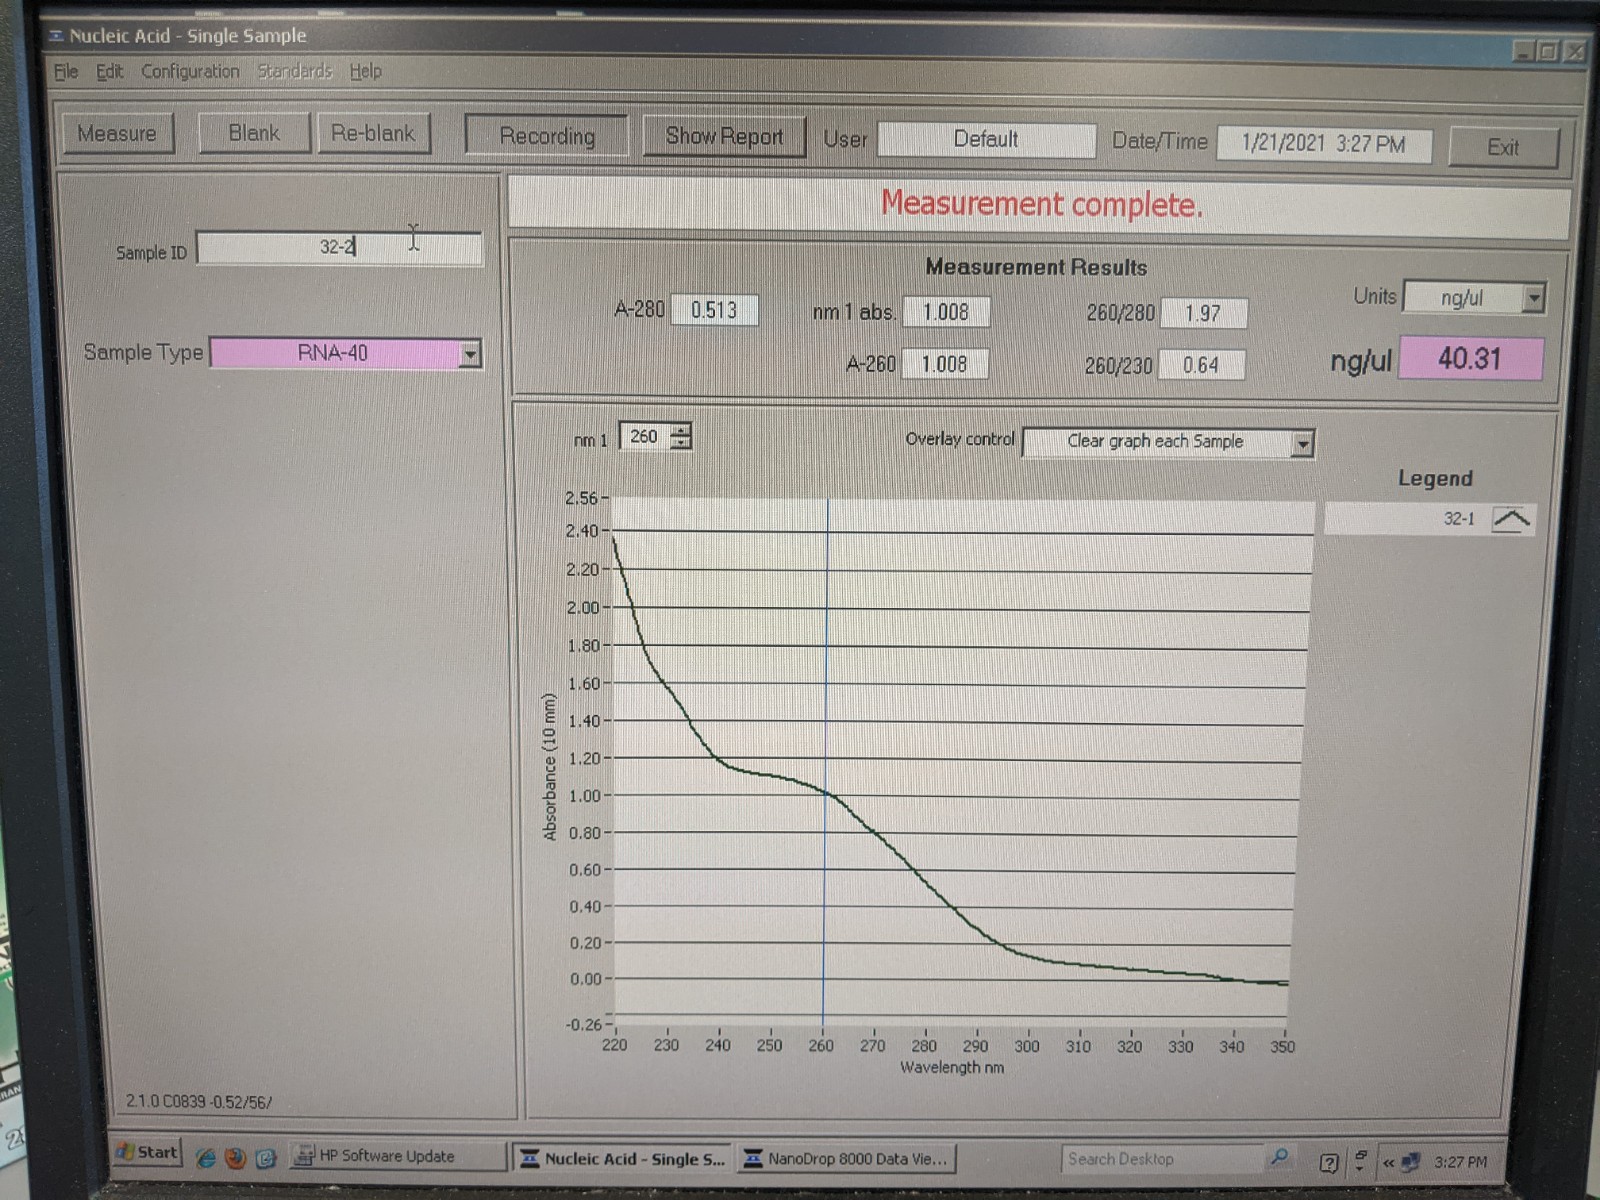 Nucleic Acid - Single Sample
File Edit Configuration Standards Help
Measure Blank Re-blank Recording Show Report User Default Date/Time 1/21/2021 3:27 PM Exit
Measurement complete.
Sample ID 32-2
Sample Type RNA-40
Measurement Results
A-280 0.513 nm 1 abs. 1.008 260/280 1.97 Units ng/ul
A-260 1.008 260/230 0.64 ng/ul 40.31
nm 1 260 Overlay control Clear graph each Sample
Legend
32-1
2.56
2.40
2.20
2.00
1.80
1.60
1.40
1.20
1.00
0.80
0.60
0.40
0.20
0.00
-0.26
Absorbance (10 mm)
220 230 240 250 260 270 280 290 300 310 320 330 340 350
Wavelength nm
2.1.0 C0839 -0.52/56/
Start HP Software Update Nucleic Acid - Single S... NanoDrop 8000 Data Vie... Search Desktop ? « 3:27 PM